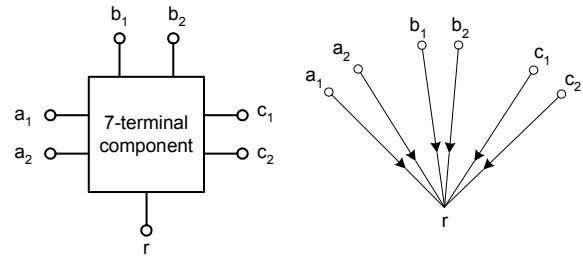 b₁ b₂
a₁
a₂
7-terminal
component
c₁
c₂
r
b₁ b₂
a₂
a₁
c₁
c₂
r